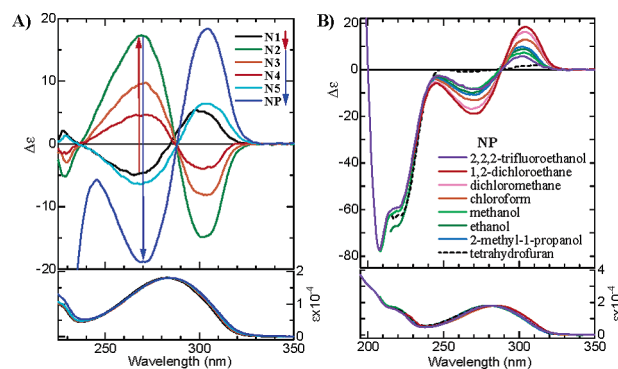 A)
B)
20
10
0
10
20
Δε
N1
N2
N3
N4
N5
NP
2
1
0
εx10⁻⁴
250
300
350
Wavelength (nm)
20
0
-20
-40
-60
-80
Δε
NP
2,2,2-trifluoroethanol
1,2-dichloroethane
dichloromethane
chloroform
methanol
ethanol
2-methyl-1-propanol
tetrahydrofuran
4
2
0
εx10⁻⁴
200
250
300
350
Wavelength (nm)